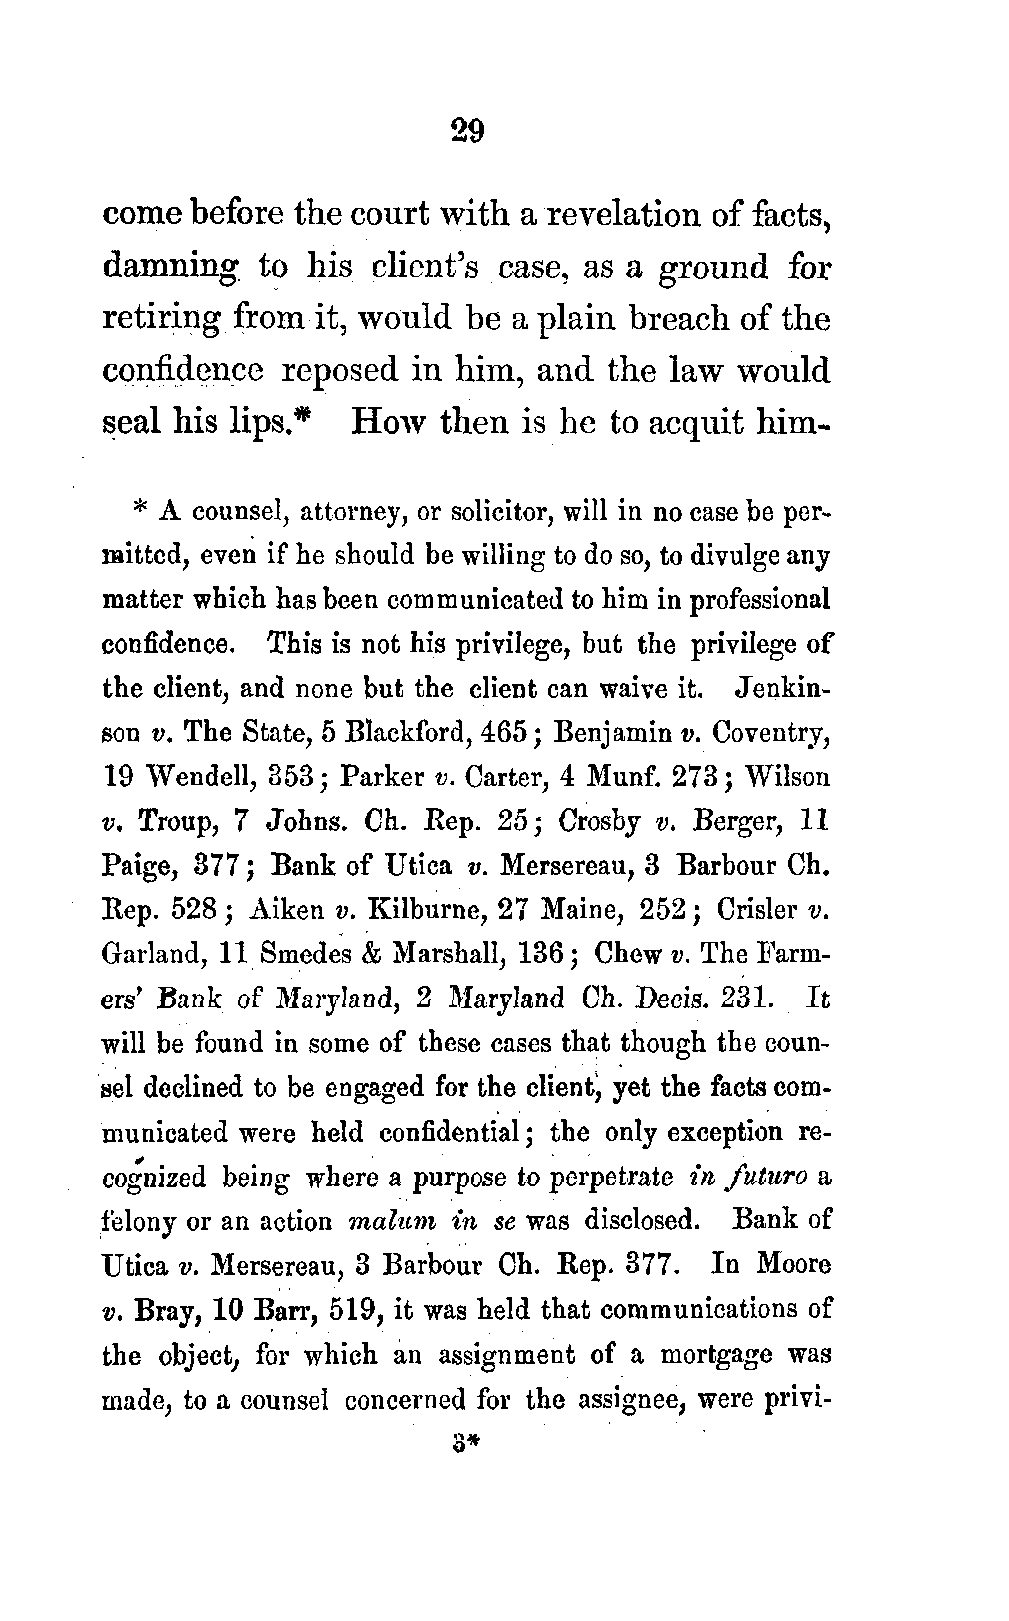 29
come before the court with a revelation of facts,
damning to his client's case, as a ground for
retiring from it, would be a plain breach of the
confidence reposed in him, and the law would
seal his lips.* How then is he to acquit him-
* A counsel, attorney, or solicitor, will in no case be per-
mitted, even if he should be willing to do so, to divulge any
matter which has been communicated to him in professional
confidence. This is not his privilege, but the privilege of
the client, and none but the client can waive it. Jenkin-
son v. The State, 5 Blackford, 465; Benjamin v. Coventry,
19 Wendell, 353; Parker v. Carter, 4 Munf. 273; Wilson
v. Troup, 7 Johns. Ch. Rep. 25; Crosby v. Berger, 11
Paige, 377; Bank of Utica v. Mersereau, 3 Barbour Ch.
Rep. 528; Aiken v. Kilburne, 27 Maine, 252; Crisler v.
Garland, 11 Smedes & Marshall, 136; Chew v. The Farm-
ers' Bank of Maryland, 2 Maryland Ch. Decis. 231. It
will be found in some of these cases that though the coun-
sel declined to be engaged for the client, yet the facts com-
municated were held confidential; the only exception re-
cognized being where a purpose to perpetrate in futuro a
felony or an action malum in se was disclosed. Bank of
Utica v. Mersereau, 3 Barbour Ch. Rep. 377. In Moore
v. Bray, 10 Barr, 519, it was held that communications of
the object, for which an assignment of a mortgage was
made, to a counsel concerned for the assignee, were privi-
3*